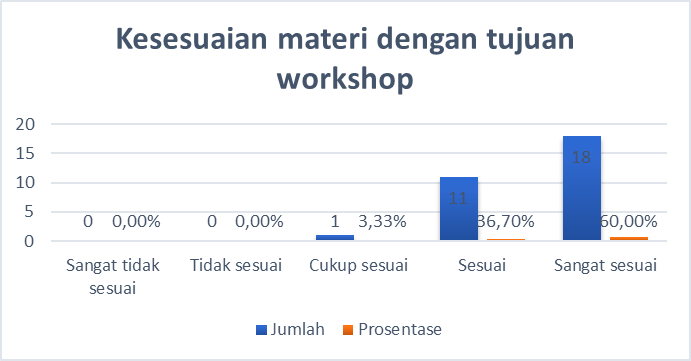 Kesesuaian materi dengan tujuan
workshop
20
15
10
5
0
0 0,00% 0 0,00% 1 3,33% 11 36,70% 18 60,00%
Sangat tidak sesuai
Tidak sesuai
Cukup sesuai
Sesuai
Sangat sesuai
Jumlah Prosentase